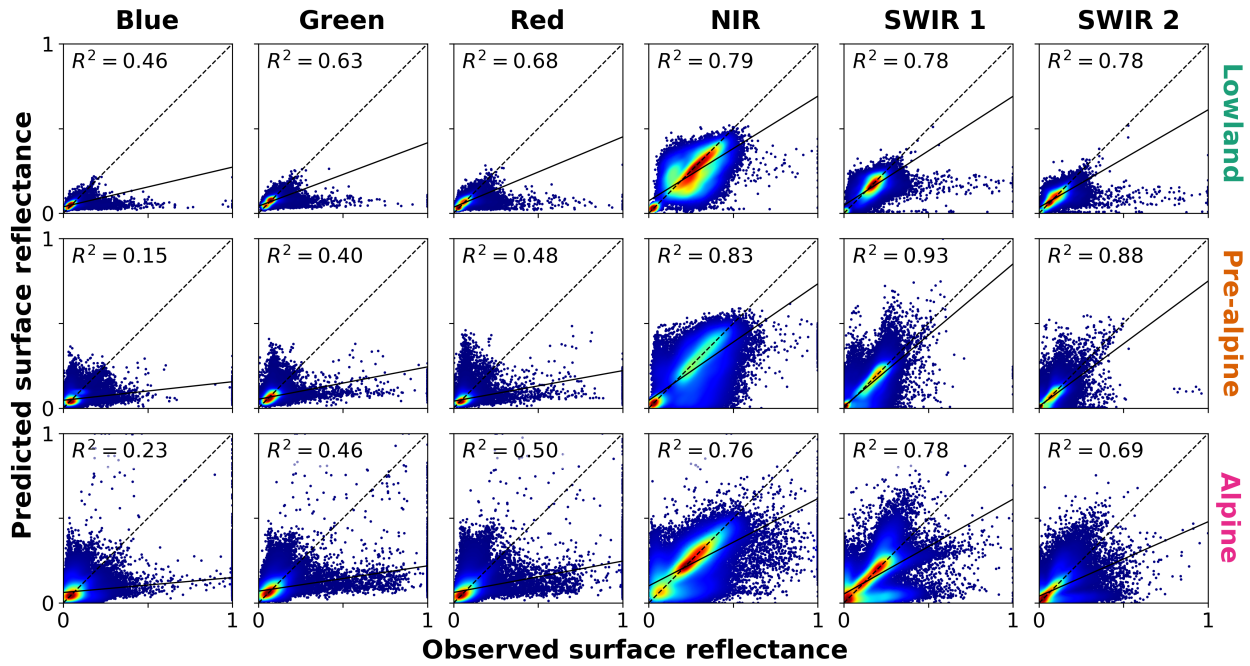 Blue Green Red NIR SWIR 1 SWIR 2
Predicted surface reflectance
1 R² = 0.46 R² = 0.63 R² = 0.68 R² = 0.79 R² = 0.78 R² = 0.78 Lowland
0
1 R² = 0.15 R² = 0.40 R² = 0.48 R² = 0.83 R² = 0.93 R² = 0.88 Pre-alpine
0
1 R² = 0.23 R² = 0.46 R² = 0.50 R² = 0.76 R² = 0.78 R² = 0.69 Alpine
0
0 1 0 1 0 1 0 1 0 1 0 1
Observed surface reflectance